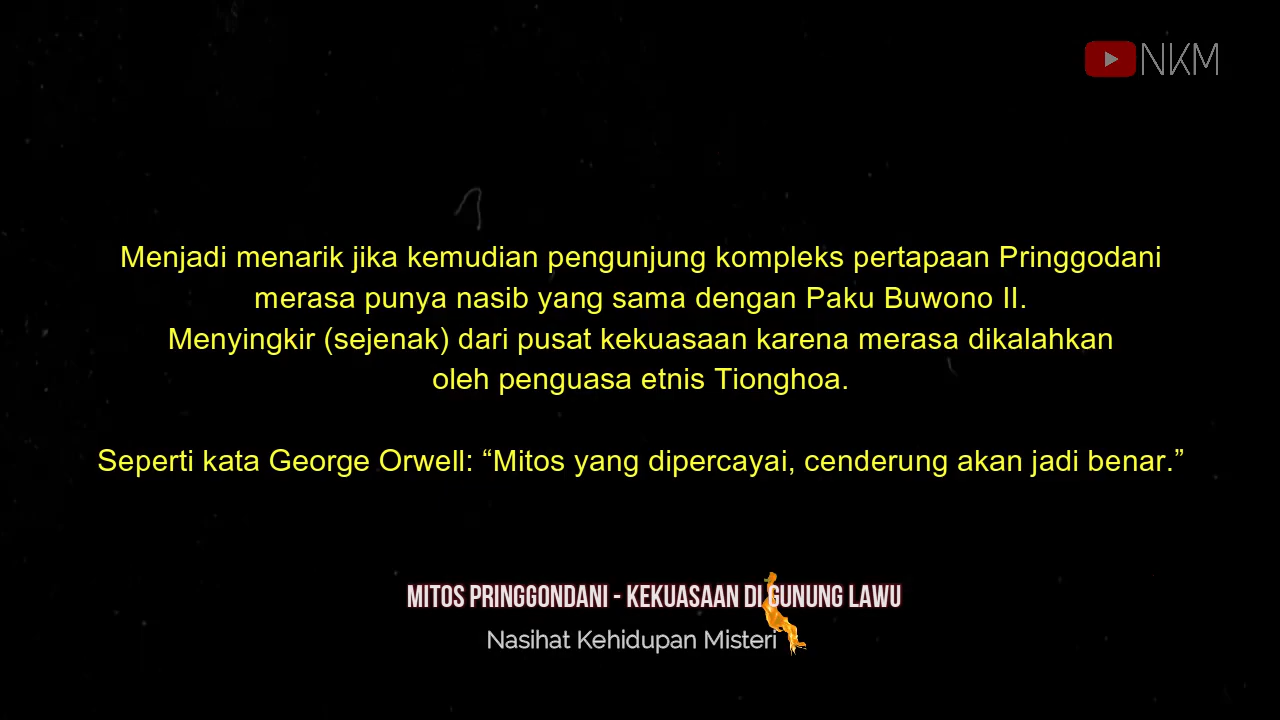 NKM
Menjadi menarik jika kemudian pengunjung kompleks pertapaan Pringgodani
merasa punya nasib yang sama dengan Paku Buwono II.
Menyingkir (sejenak) dari pusat kekuasaan karena merasa dikalahkan
oleh penguasa etnis Tionghoa.
Seperti kata George Orwell: “Mitos yang dipercayai, cenderung akan jadi benar.”
MITOS PRINGGONDANI - KEKUASAAN DI GUNUNG LAWU
Nasihat Kehidupan Misteri